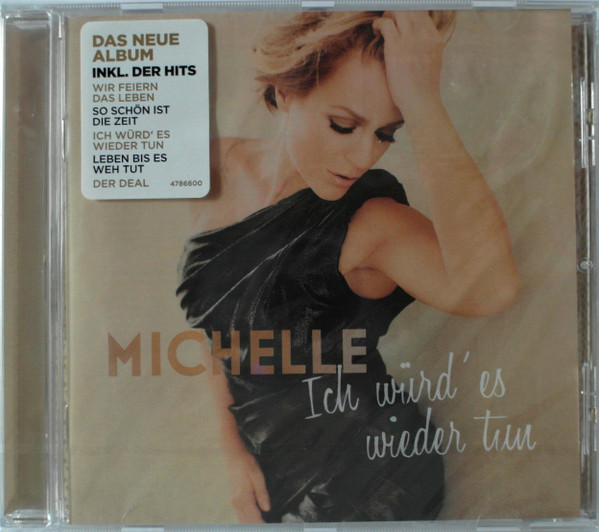 DAS NEUE
ALBUM
INKL. DER HITS
WIR FEIERN
DAS LEBEN
SO SCHÖN IST
DIE ZEIT
ICH WÜRD' ES
WIEDER TUN
LEBEN BIS ES
WEH TUT
DER DEAL 4786600
MICHELLE
Ich würd' es
wieder tun